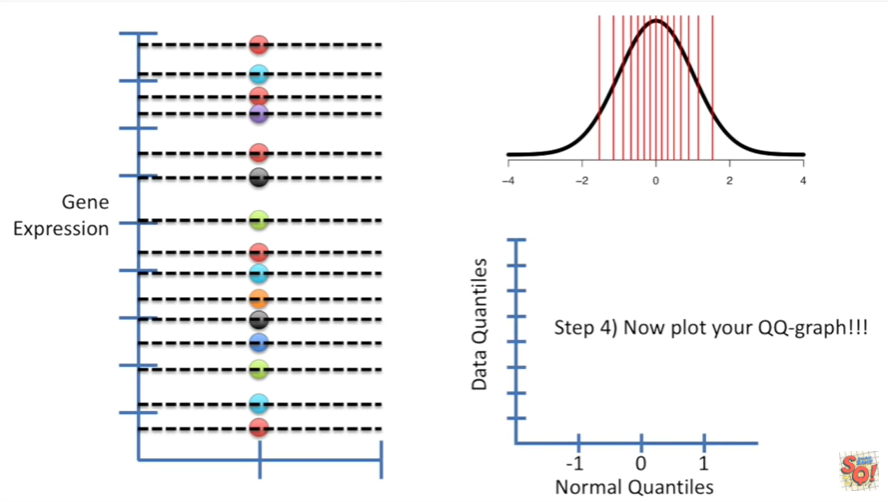 Gene
Expression
-4
-2
0
2
4
Data Quantiles
Step 4) Now plot your QQ-graph!!!
-1
0
1
Normal Quantiles
SQ!